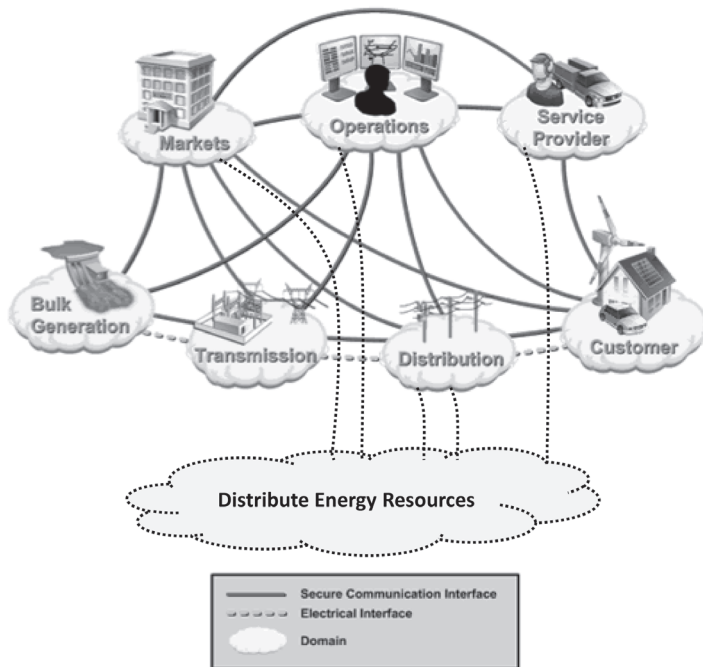 Markets
Operations
Service
Provider
Bulk
Generation
Transmission
Distribution
Customer
Distribute Energy Resources
Secure Communication Interface
Electrical Interface
Domain